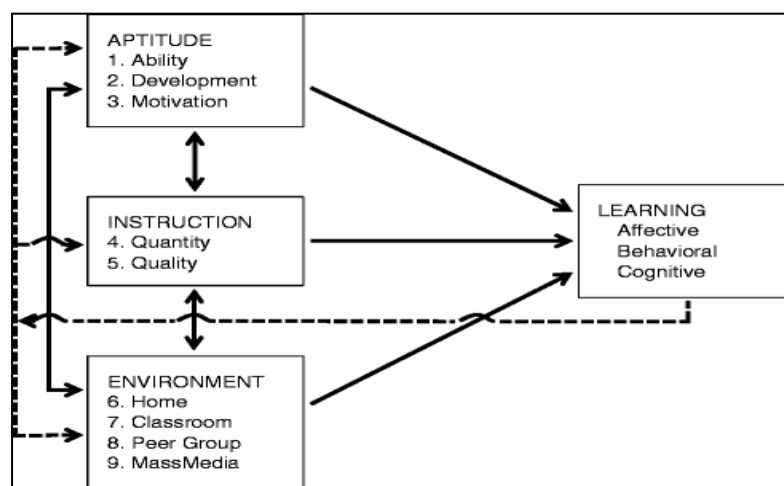 APTITUDE
1. Ability
2. Development
3. Motivation
INSTRUCTION
4. Quantity
5. Quality
ENVIRONMENT
6. Home
7. Classroom
8. Peer Group
9. MassMedia
LEARNING
Affective
Behavioral
Cognitive